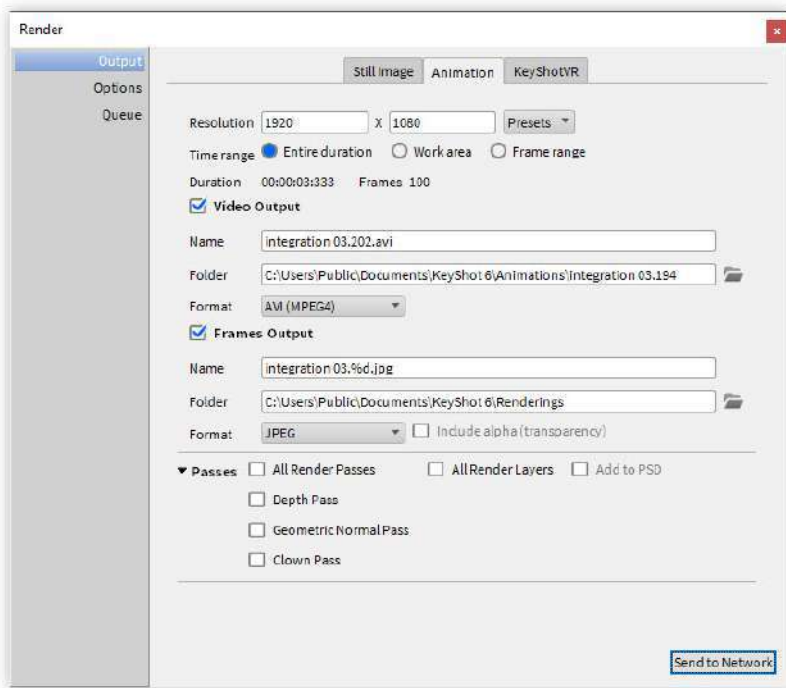 Render
Output
Options
Queue
Still Image Animation KeyShotVR
Resolution 1920 X 1080 Presets
Time range Entire duration Work area Frame range
Duration 00:00:03:333 Frames 100
Video Output
Name integration 03.202.avi
Folder C:\Users\Public\Documents\KeyShot 6\Animations\integration 03.194
Format AVI (MPEG4)
Frames Output
Name integration 03.%d.jpg
Folder C:\Users\Public\Documents\KeyShot 6\Renderings
Format JPEG Include alpha (transparency)
Passes All Render Passes All Render Layers Add to PSD
Depth Pass
Geometric Normal Pass
Clown Pass
Send to Network